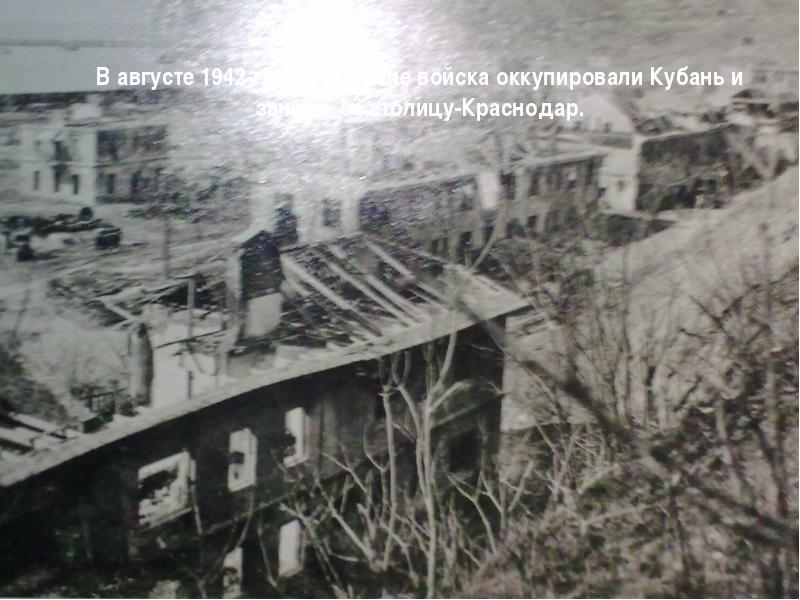 В августе 1942 войска оккупировали Кубань и
столицу-Краснодар.